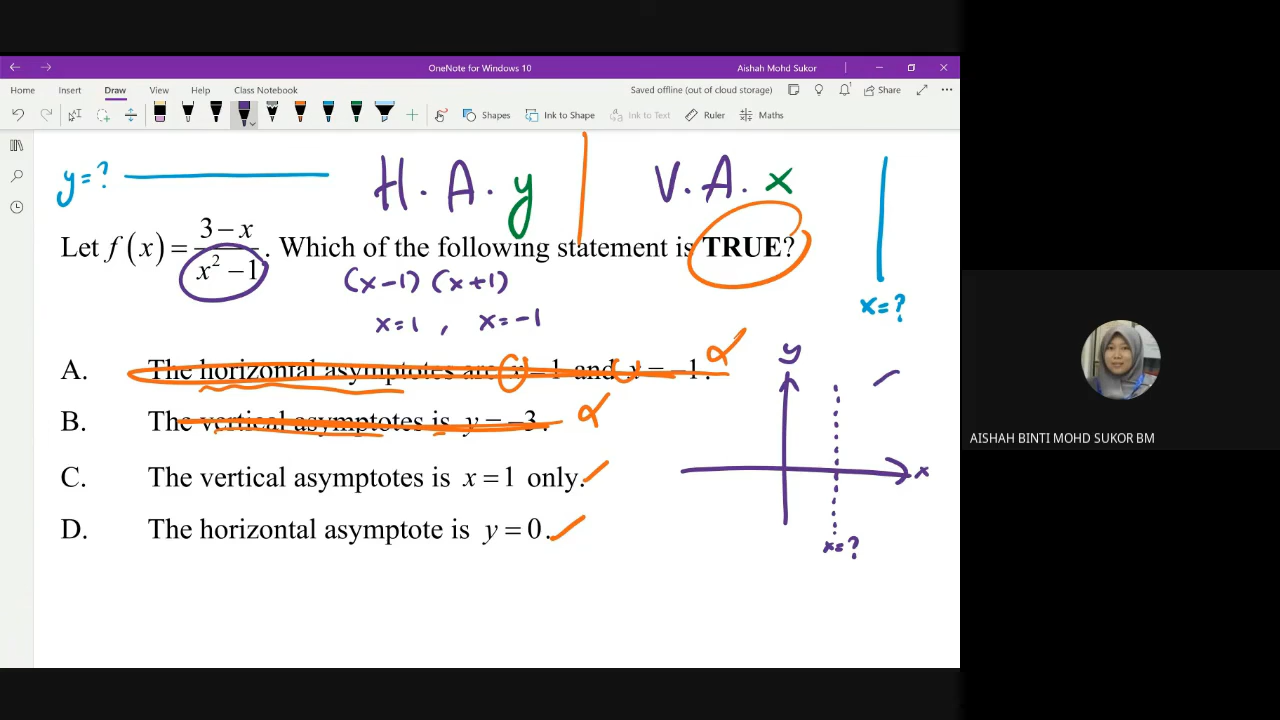 OneNote for Windows 10
Aishah Mohd Sukor
Home Insert Draw View Help Class Notebook
Saved offline (out of cloud storage) Share
Shapes Ink to Shape Ink to Text Ruler Maths
y=? H.A. y V.A. x
Let f(x) = (3 − x)/(x² − 1). Which of the following statement is TRUE?
(x−1) (x+1)
x=1 , x=−1
x=?
A. The horizontal asymptotes are x = 1 and x = −1.
B. The vertical asymptotes is y = −3.
C. The vertical asymptotes is x = 1 only.
D. The horizontal asymptote is y = 0.
y
x
x=?
AISHAH BINTI MOHD SUKOR BM